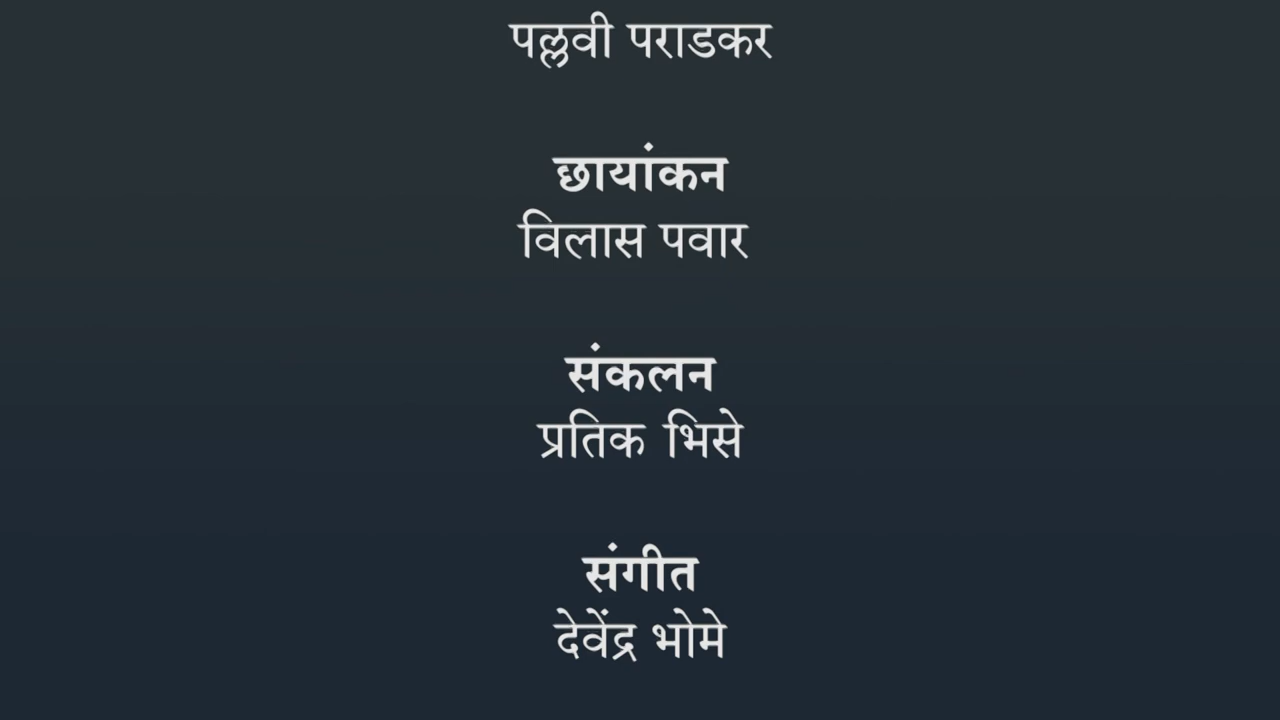 पल्लवी पराडकर
छायांकन
विलास पवार
संकलन
प्रतिक भिसे
संगीत
देवेंद्र भोमे